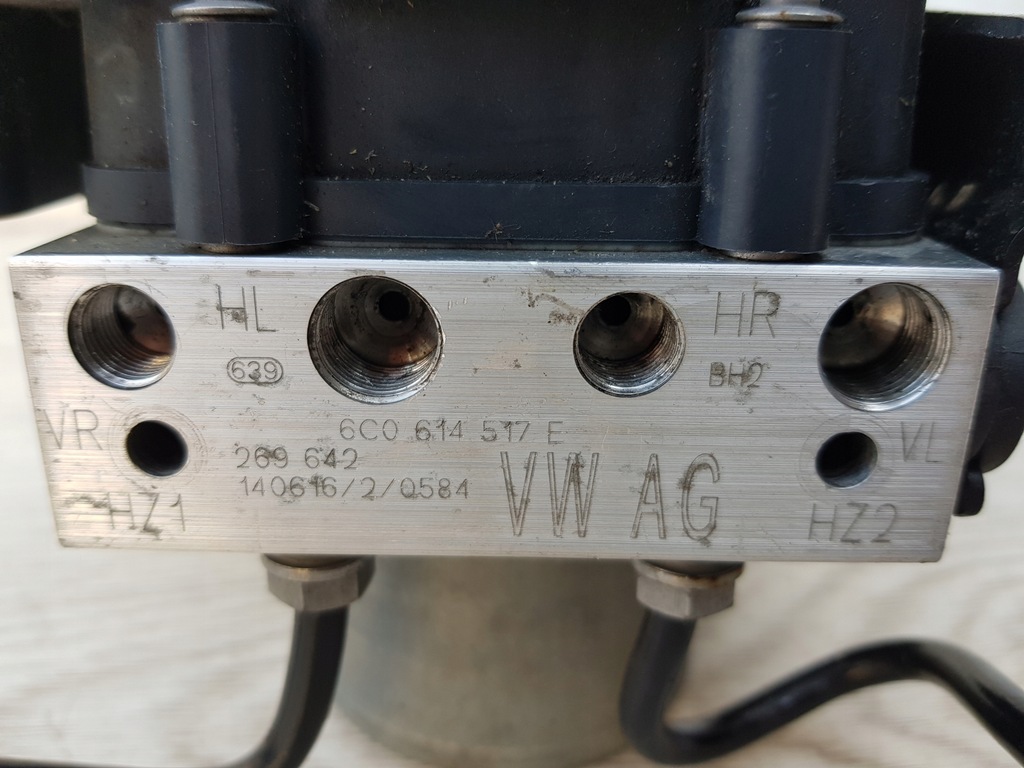 HL
HR
639
BH2
VR
6C0 614 517 E
VL
269 642
VW AG
140616/2/0584
HZ1
HZ2